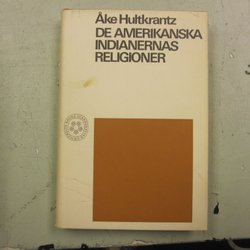 Åke Hultkrantz
DE AMERIKANSKA
INDIANERNAS
RELIGIONER